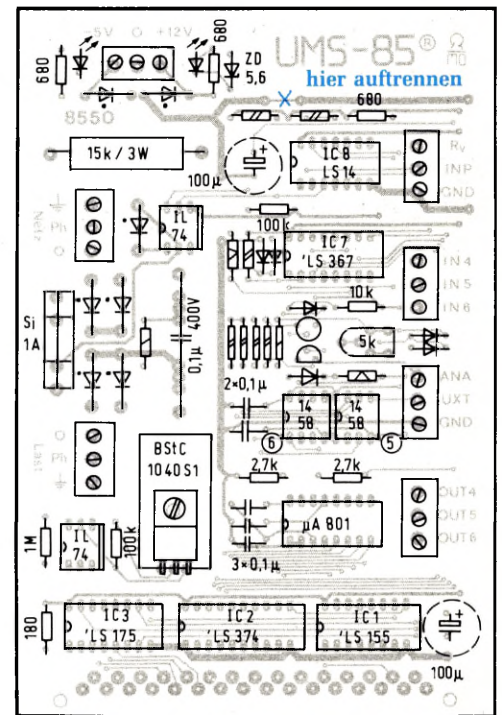 -5V O +12V
680
680
ZD
5,6
UMS-85®
hier auftrennen
8550
680
15k / 3W
100µ
IC 8
LS 14
Rv
INP
GND
Netz
Ph
O
IL
74
100k
IC 7
'LS 367
IN 4
IN 5
IN 6
10k
Si
1A
400V
0,1µ
5k
2×0,1µ
14
58
14
58
6
5
ANA
UXT
GND
Last
O
Ph
BStC
1040 S1
2,7k
2,7k
OUT4
OUT5
OUT6
1M
IL
74
100k
µA 801
3×0,1µ
180
IC3
'LS 175
IC2
'LS 374
IC1
'LS 155
100µ